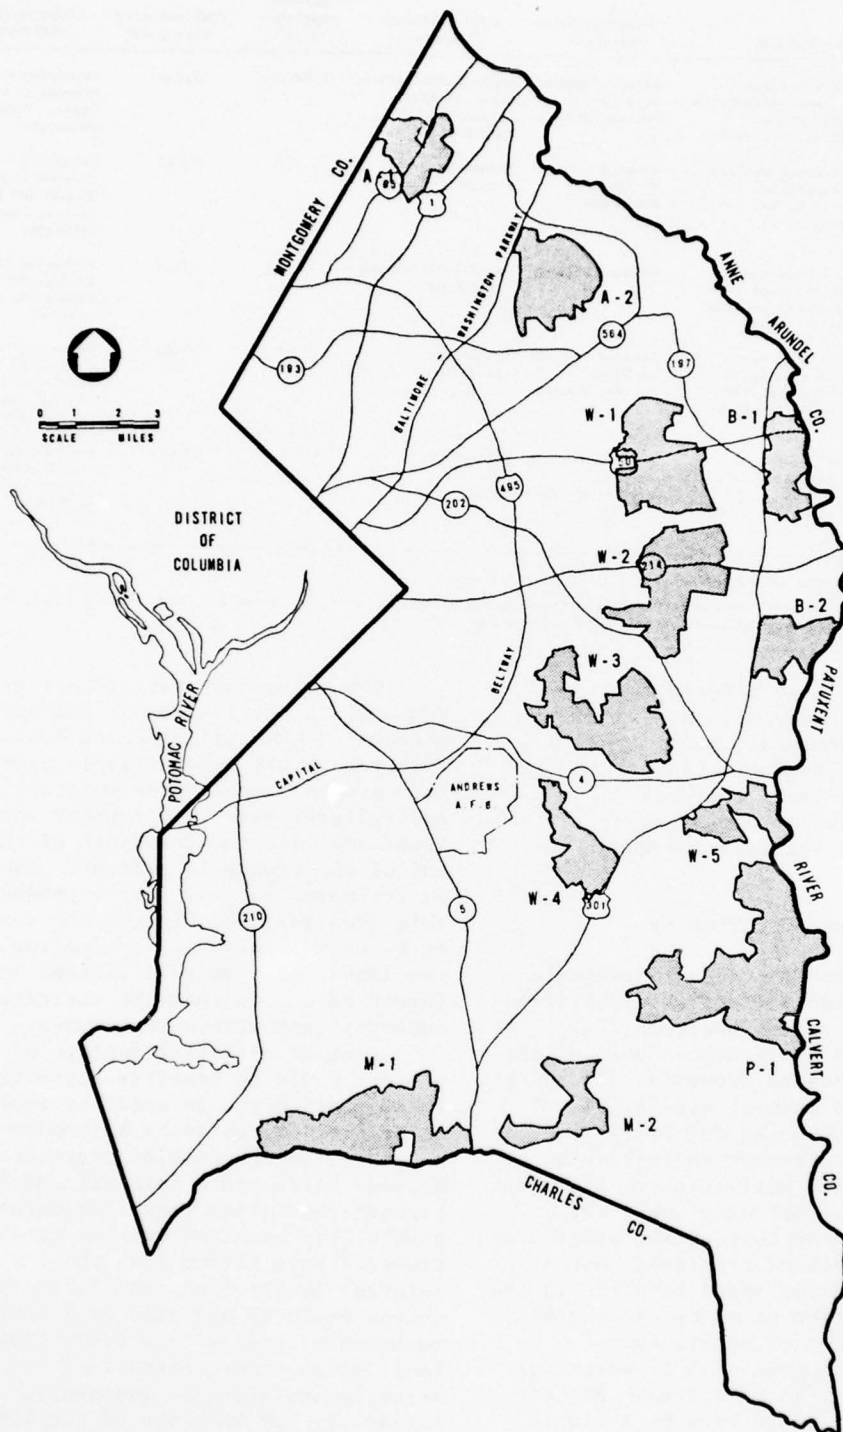 MONTGOMERY CO.
A-1
95
1
BALTIMORE - WASHINGTON PARKWAY
A-2
ANNE ARUNDEL CO.
564
193
197
0 1 2 3
SCALE MILES
W-1
B-1
495
202
DISTRICT
OF
COLUMBIA
W-2
214
B-2
PATUXENT RIVER
W-3
POTOMAC RIVER
CAPITAL BELTWAY
ANDREWS
A.F.B
4
W-5
W-4
301
210
5
P-1
CALVERT CO.
M-1
M-2
CHARLES CO.